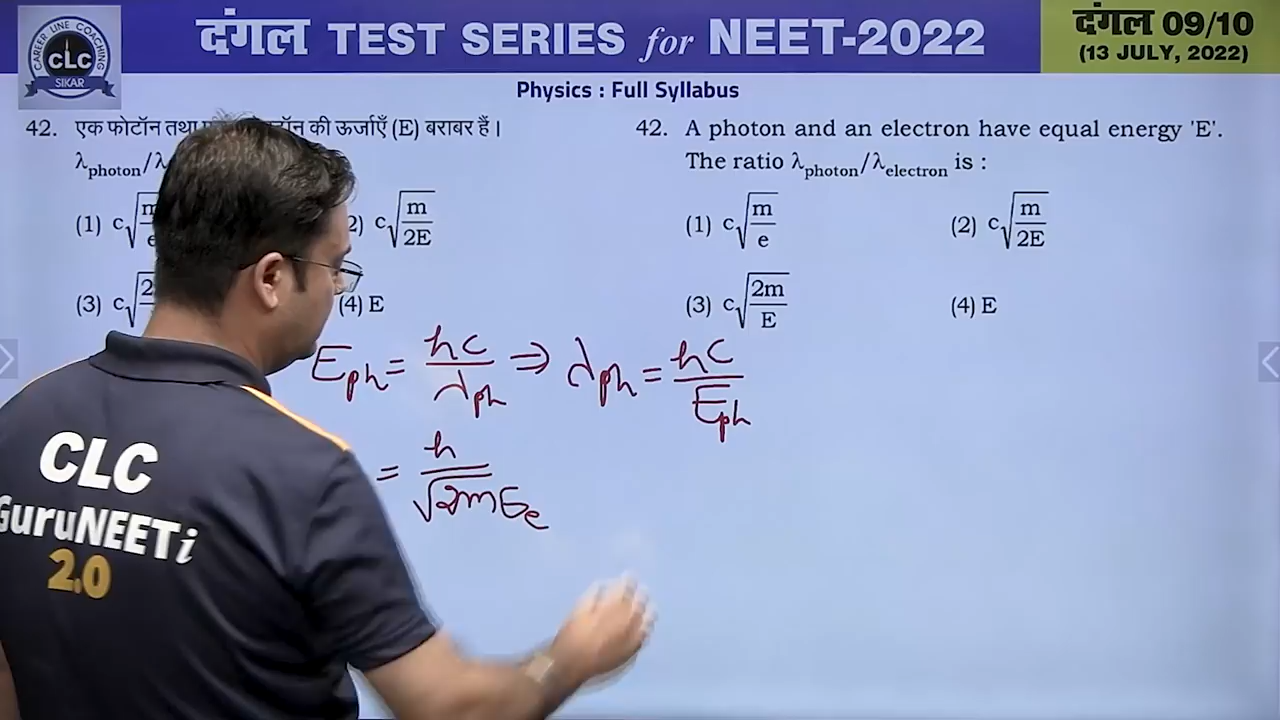 दंगल TEST SERIES for NEET-2022
दंगल 09/10
(13 JULY, 2022)
CAREER LINE COACHING
CLC
SIKAR
Physics : Full Syllabus
42. एक फोटॉन तथा की ऊर्जाएँ (E) बराबर हैं।
λphoton/λ
(1) c√m
2) c√m/2E
(3) c√2
(4) E
42. A photon and an electron have equal energy 'E'.
The ratio λphoton/λelectron is :
(1) c√m/e
(2) c√m/2E
(3) c√2m/E
(4) E
Eph = hc/λph ⇒ λph = hc/Eph
= h/√2mEe
CLC
GuruNEETi
2.0